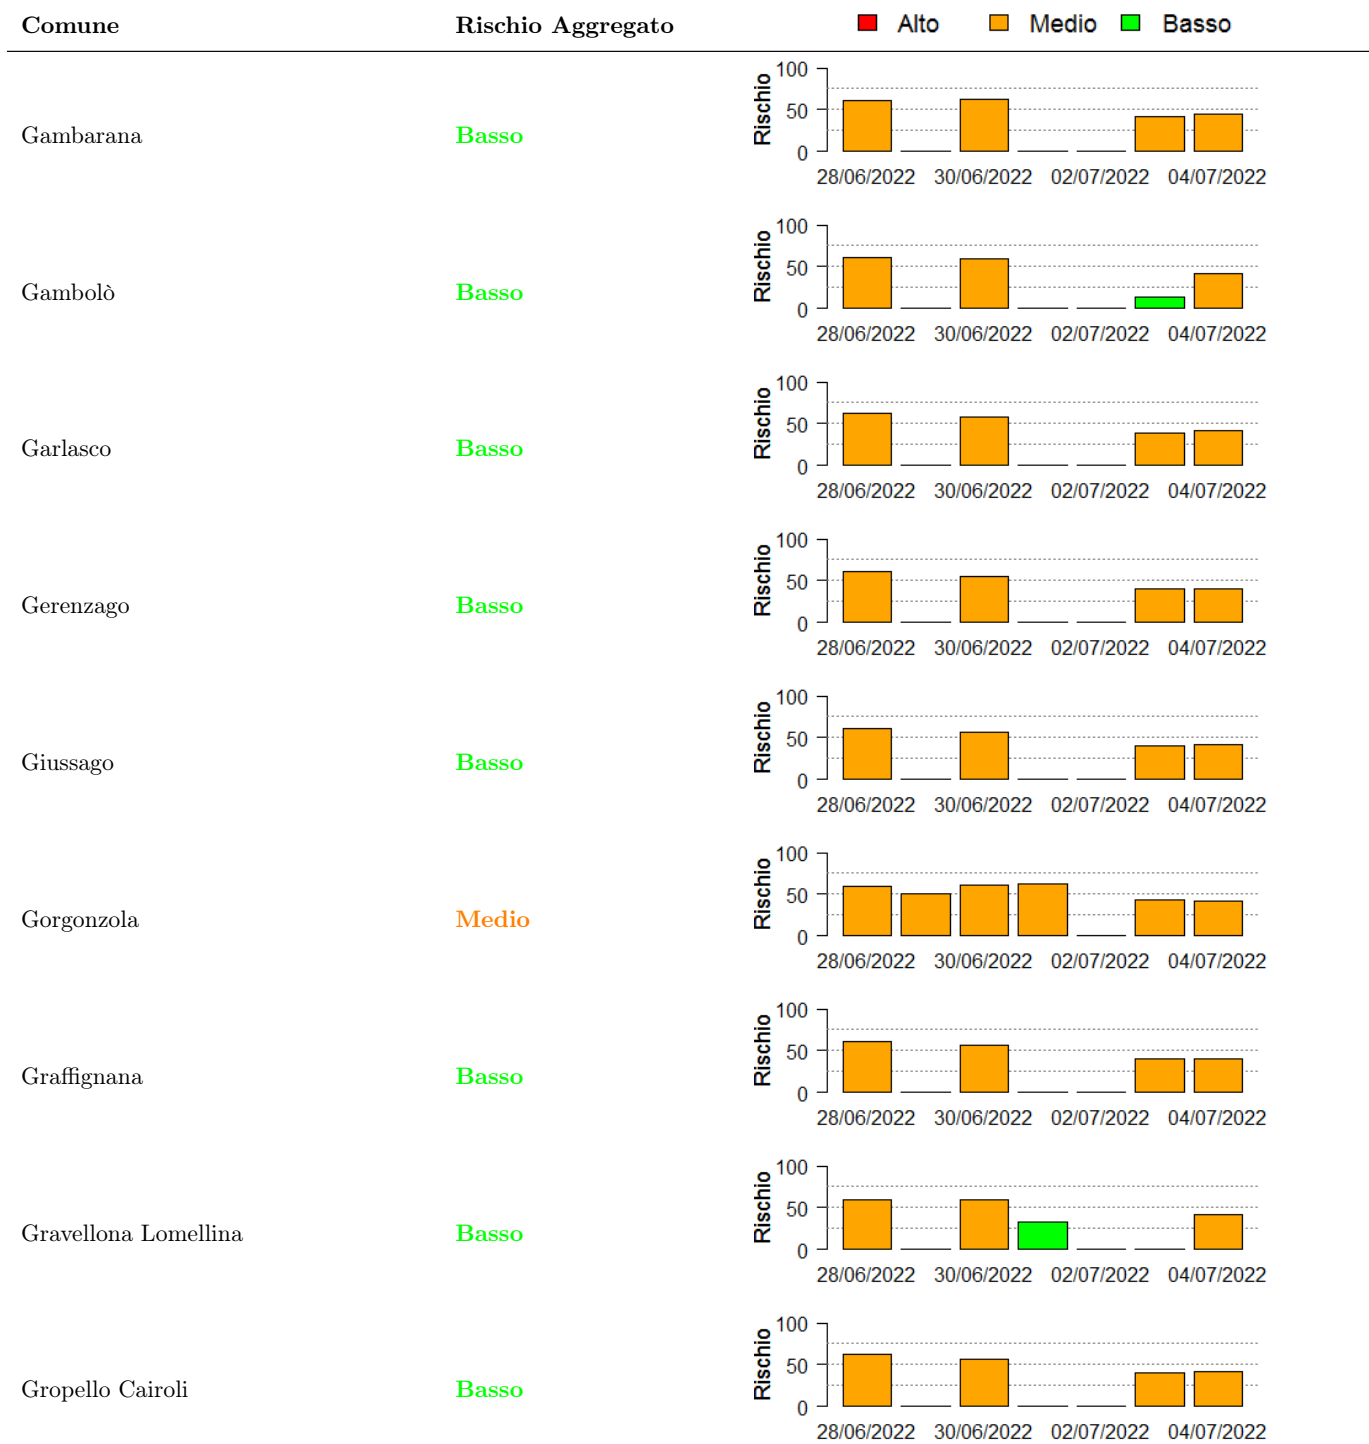 Comune Rischio Aggregato Alto Medio Basso
100
50
0
Rischio
Gambarana Basso
28/06/2022 30/06/2022 02/07/2022 04/07/2022
100
50
0
Rischio
Gambolò Basso
28/06/2022 30/06/2022 02/07/2022 04/07/2022
100
50
0
Rischio
Garlasco Basso
28/06/2022 30/06/2022 02/07/2022 04/07/2022
100
50
0
Rischio
Gerenzago Basso
28/06/2022 30/06/2022 02/07/2022 04/07/2022
100
50
0
Rischio
Giussago Basso
28/06/2022 30/06/2022 02/07/2022 04/07/2022
100
50
0
Rischio
Gorgonzola Medio
28/06/2022 30/06/2022 02/07/2022 04/07/2022
100
50
0
Rischio
Graffignana Basso
28/06/2022 30/06/2022 02/07/2022 04/07/2022
100
50
0
Rischio
Gravellona Lomellina Basso
28/06/2022 30/06/2022 02/07/2022 04/07/2022
100
50
0
Rischio
Gropello Cairoli Basso
28/06/2022 30/06/2022 02/07/2022 04/07/2022